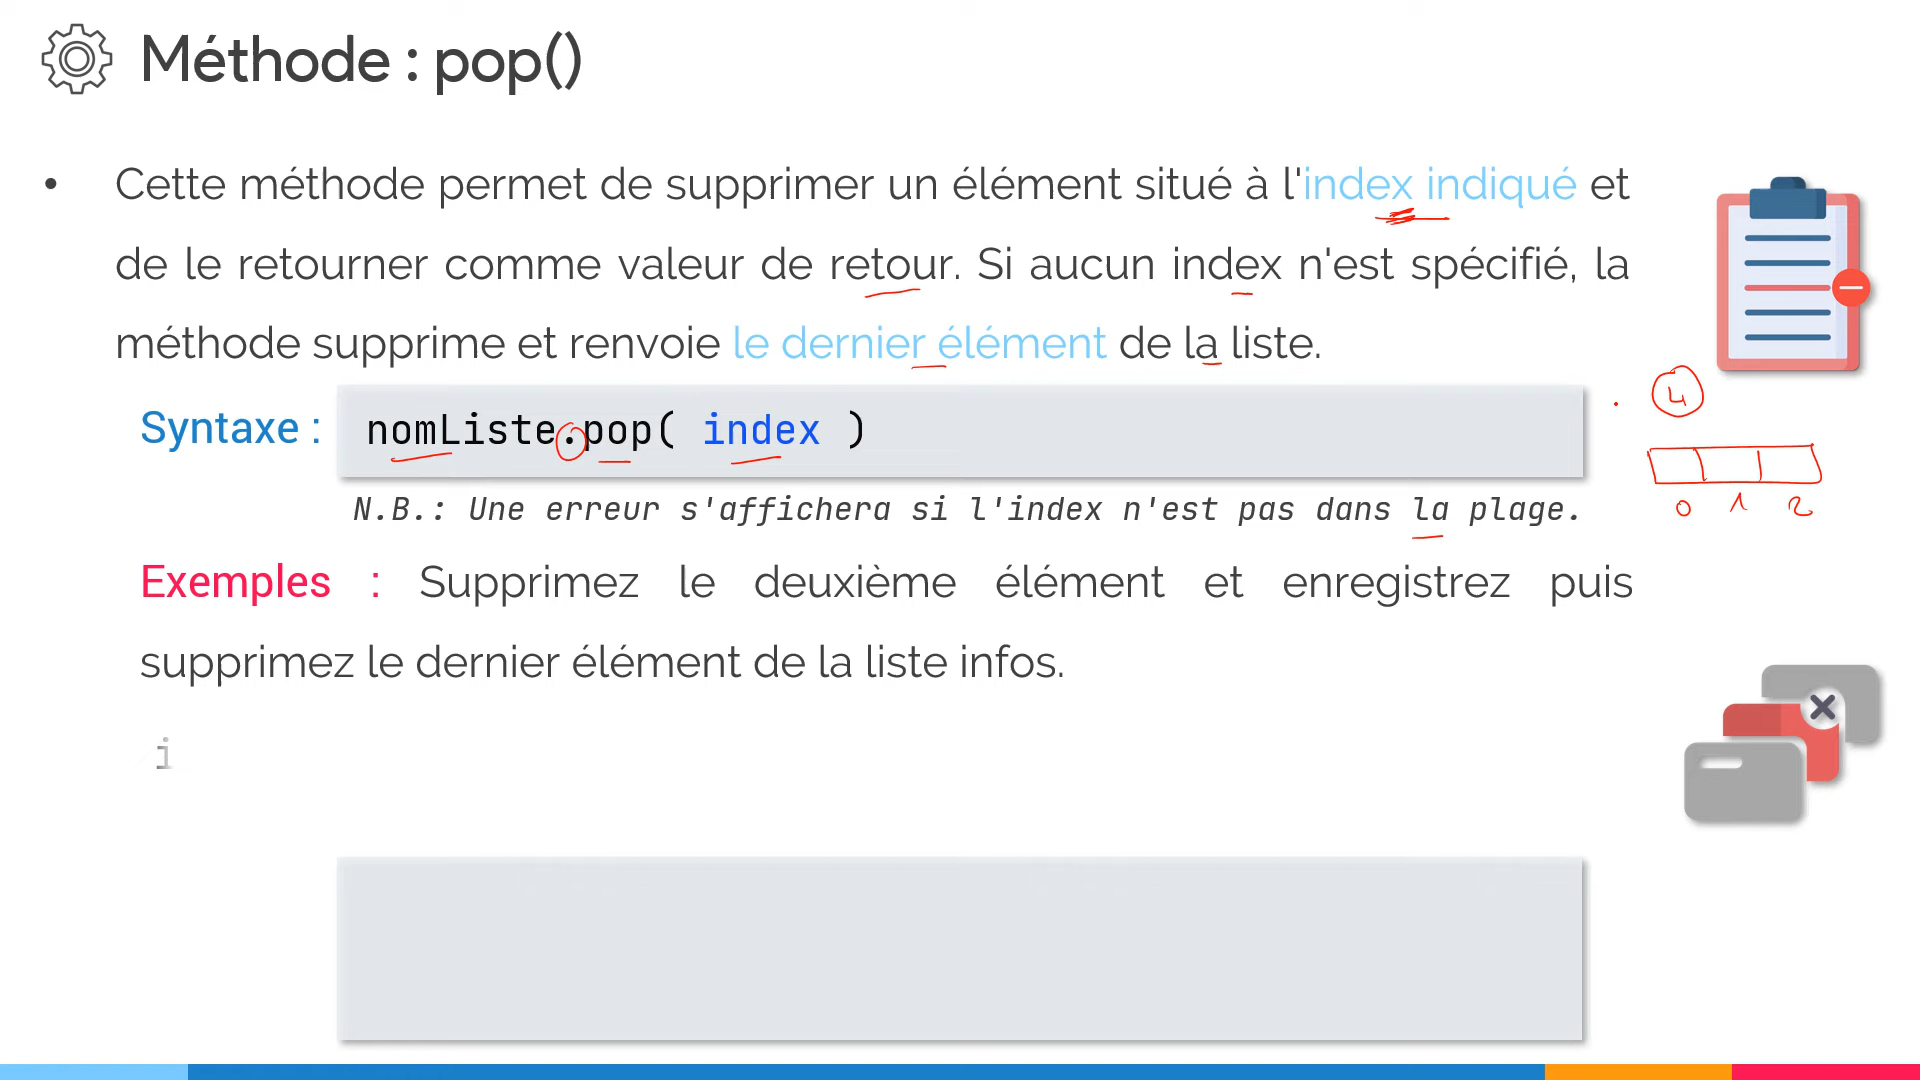 Méthode : pop()
• Cette méthode permet de supprimer un élément situé à l'index indiqué et
de le retourner comme valeur de retour. Si aucun index n'est spécifié, la
méthode supprime et renvoie le dernier élément de la liste.
4
Syntaxe : nomListe.pop( index )
0 1 2
N.B.: Une erreur s'affichera si l'index n'est pas dans la plage.
Exemples : Supprimez le deuxième élément et enregistrez puis
supprimez le dernier élément de la liste infos.
i